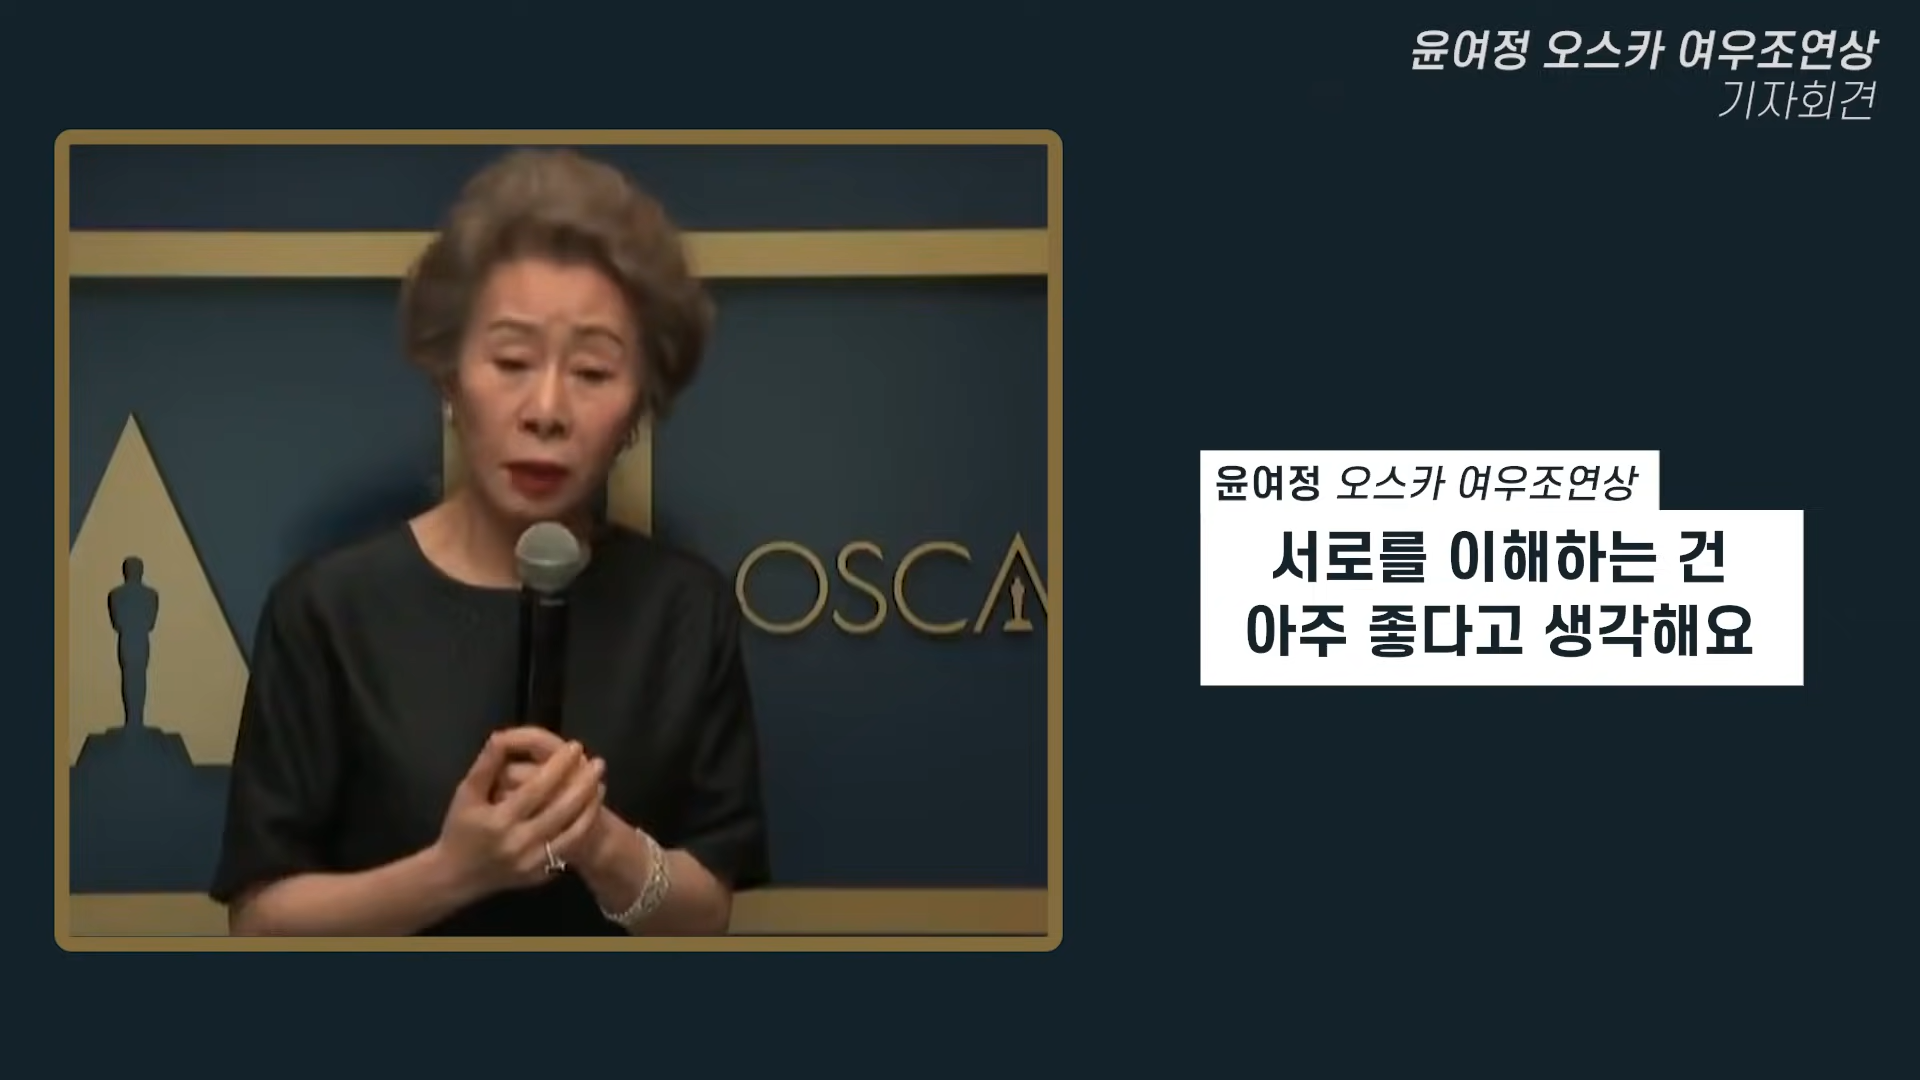 윤여정 오스카 여우조연상
기자회견
OSCA
윤여정 오스카 여우조연상
서로를 이해하는 건
아주 좋다고 생각해요